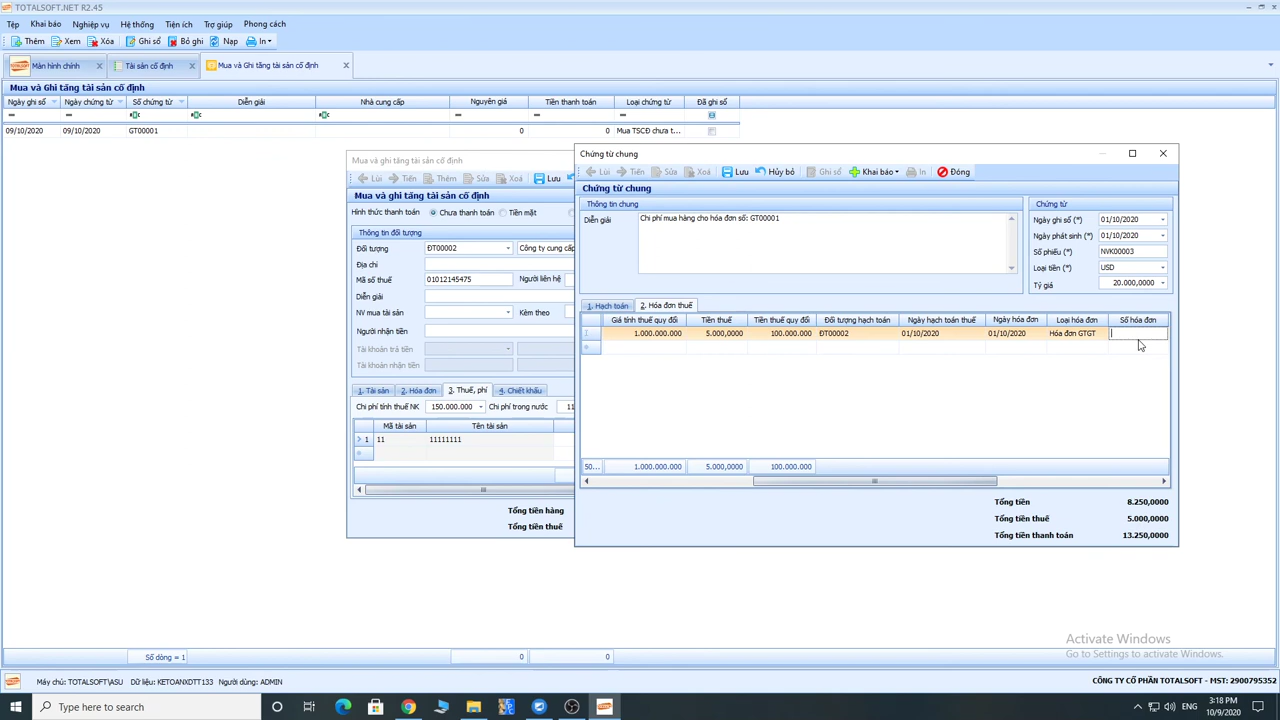 TOTALSOFT.NET R2.45
Tệp Khai báo Nghiệp vụ Hệ thống Tiện ích Trợ giúp Phong cách
Thêm Xem Xóa Ghi sổ Bỏ ghi Nạp In
Màn hình chính Tài sản cố định Mua và Ghi tăng tài sản cố định
Mua và Ghi tăng tài sản cố định
Ngày ghi sổ Ngày chứng từ Số chứng từ Diễn giải Nhà cung cấp Nguyên giá Tiền thanh toán Loại chứng từ Đã ghi sổ
09/10/2020 09/10/2020 GT00001 0 0 Mua TSCĐ chưa t...
Mua và ghi tăng tài sản cố định
Lùi Tiến Thêm Sửa Xoá Lưu
Mua và ghi tăng tài sản cố định
Hình thức thanh toán Chưa thanh toán Tiền mặt
Thông tin đối tượng
Đối tượng ĐT00002 Công ty cung cấp
Địa chỉ
Mã số thuế 01012145475 Người liên hệ
Diễn giải
NV mua tài sản Kèm theo
Người nhận tiền
Tài khoản trả tiền
Tài khoản nhận tiền
1. Tài sản 2. Hóa đơn 3. Thuế, phí 4. Chiết khấu
Chi phí tính thuế NK 150.000.000 Chi phí trong nước 11
Mã tài sản Tên tài sản
1 11 11111111
Tổng tiền hàng
Tổng tiền thuế
Chứng từ chung
Lùi Tiến Sửa Xoá Lưu Hủy bỏ Ghi sổ Khai báo In Đóng
Chứng từ chung
Thông tin chung
Diễn giải Chi phí mua hàng cho hóa đơn số: GT00001
Chứng từ
Ngày ghi sổ (*) 01/10/2020
Ngày phát sinh (*) 01/10/2020
Số phiếu (*) NVK00003
Loại tiền (*) USD
Tỷ giá 20.000,0000
1. Hạch toán 2. Hóa đơn thuế
Giá tính thuế quy đổi Tiền thuế Tiền thuế quy đổi Đối tượng hạch toán Ngày hạch toán thuế Ngày hóa đơn Loại hóa đơn Số hóa đơn
1.000.000.000 5.000,0000 100.000.000 ĐT00002 01/10/2020 01/10/2020 Hóa đơn GTGT
50... 1.000.000.000 5.000,0000 100.000.000
Tổng tiền 8.250,0000
Tổng tiền thuế 5.000,0000
Tổng tiền thanh toán 13.250,0000
Activate Windows
Go to Settings to activate Windows.
Số dòng = 1 0 0
Máy chủ: TOTALSOFT\ASU Dữ liệu: KETOANXDTT133 Người dùng: ADMIN CÔNG TY CỔ PHẦN TOTALSOFT - MST: 2900795352
Type here to search
ENG
3:18 PM
10/9/2020